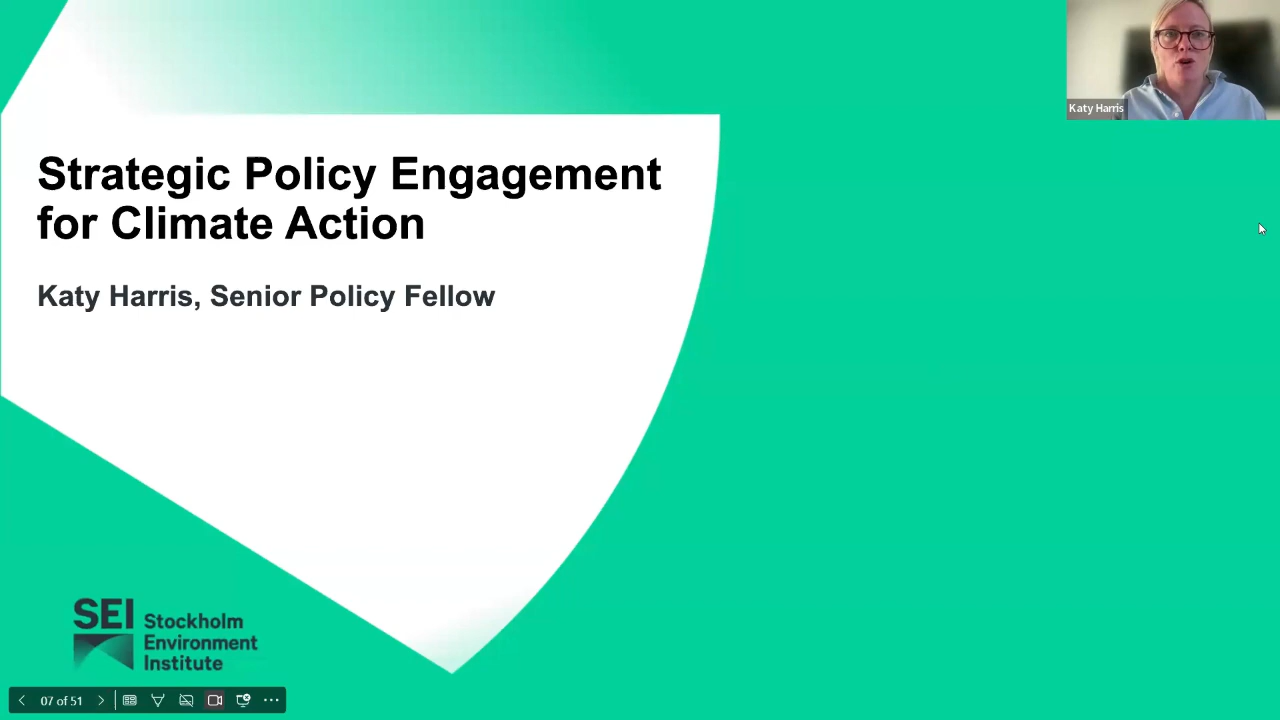 Katy Harris
Strategic Policy Engagement
for Climate Action
Katy Harris, Senior Policy Fellow
SEI Stockholm
Environment
Institute
07 of 51